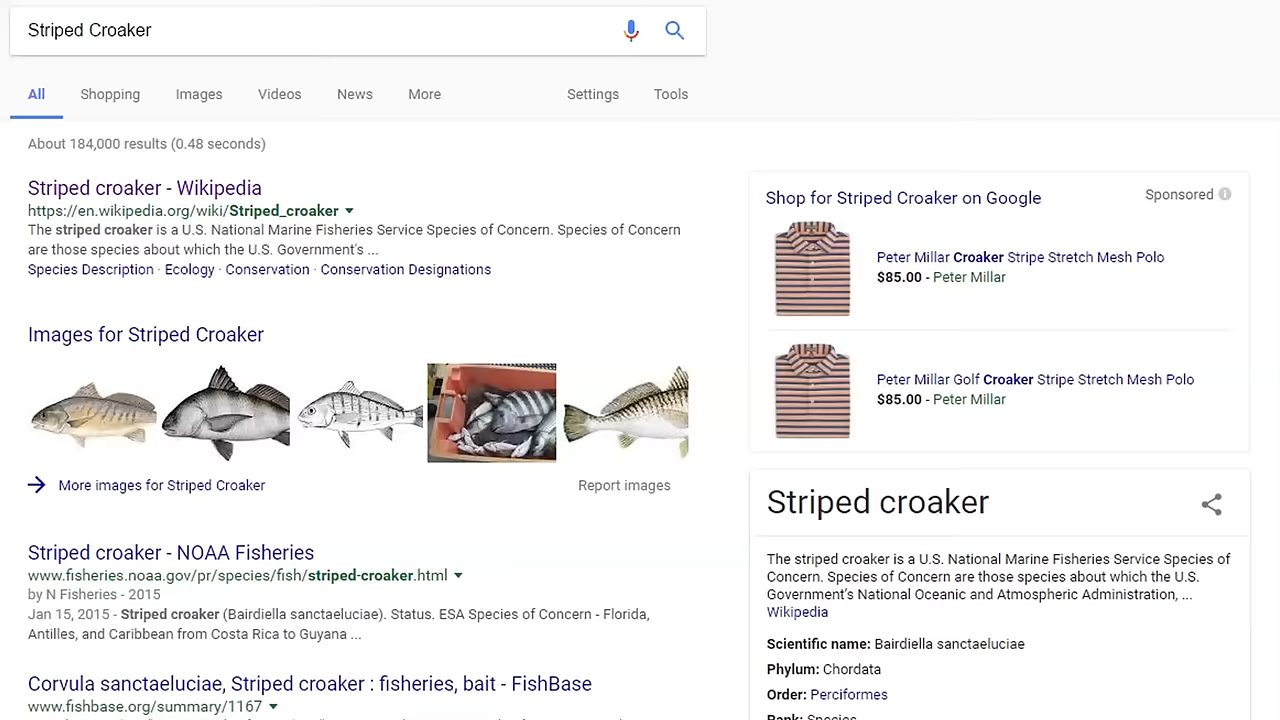 Striped Croaker
All Shopping Images Videos News More Settings Tools
About 184,000 results (0.48 seconds)
Striped croaker - Wikipedia
https://en.wikipedia.org/wiki/Striped_croaker
The striped croaker is a U.S. National Marine Fisheries Service Species of Concern. Species of Concern
are those species about which the U.S. Government's ...
Species Description · Ecology · Conservation · Conservation Designations
Images for Striped Croaker
More images for Striped Croaker Report images
Striped croaker - NOAA Fisheries
www.fisheries.noaa.gov/pr/species/fish/striped-croaker.html
by N Fisheries - 2015
Jan 15, 2015 - Striped croaker (Bairdiella sanctaeluciae). Status. ESA Species of Concern - Florida,
Antilles, and Caribbean from Costa Rica to Guyana ...
Corvula sanctaeluciae, Striped croaker : fisheries, bait - FishBase
www.fishbase.org/summary/1167
Shop for Striped Croaker on Google Sponsored
Peter Millar Croaker Stripe Stretch Mesh Polo
$85.00 - Peter Millar
Peter Millar Golf Croaker Stripe Stretch Mesh Polo
$85.00 - Peter Millar
Striped croaker
The striped croaker is a U.S. National Marine Fisheries Service Species of
Concern. Species of Concern are those species about which the U.S.
Government's National Oceanic and Atmospheric Administration, ...
Wikipedia
Scientific name: Bairdiella sanctaeluciae
Phylum: Chordata
Order: Perciformes
Rank: Species